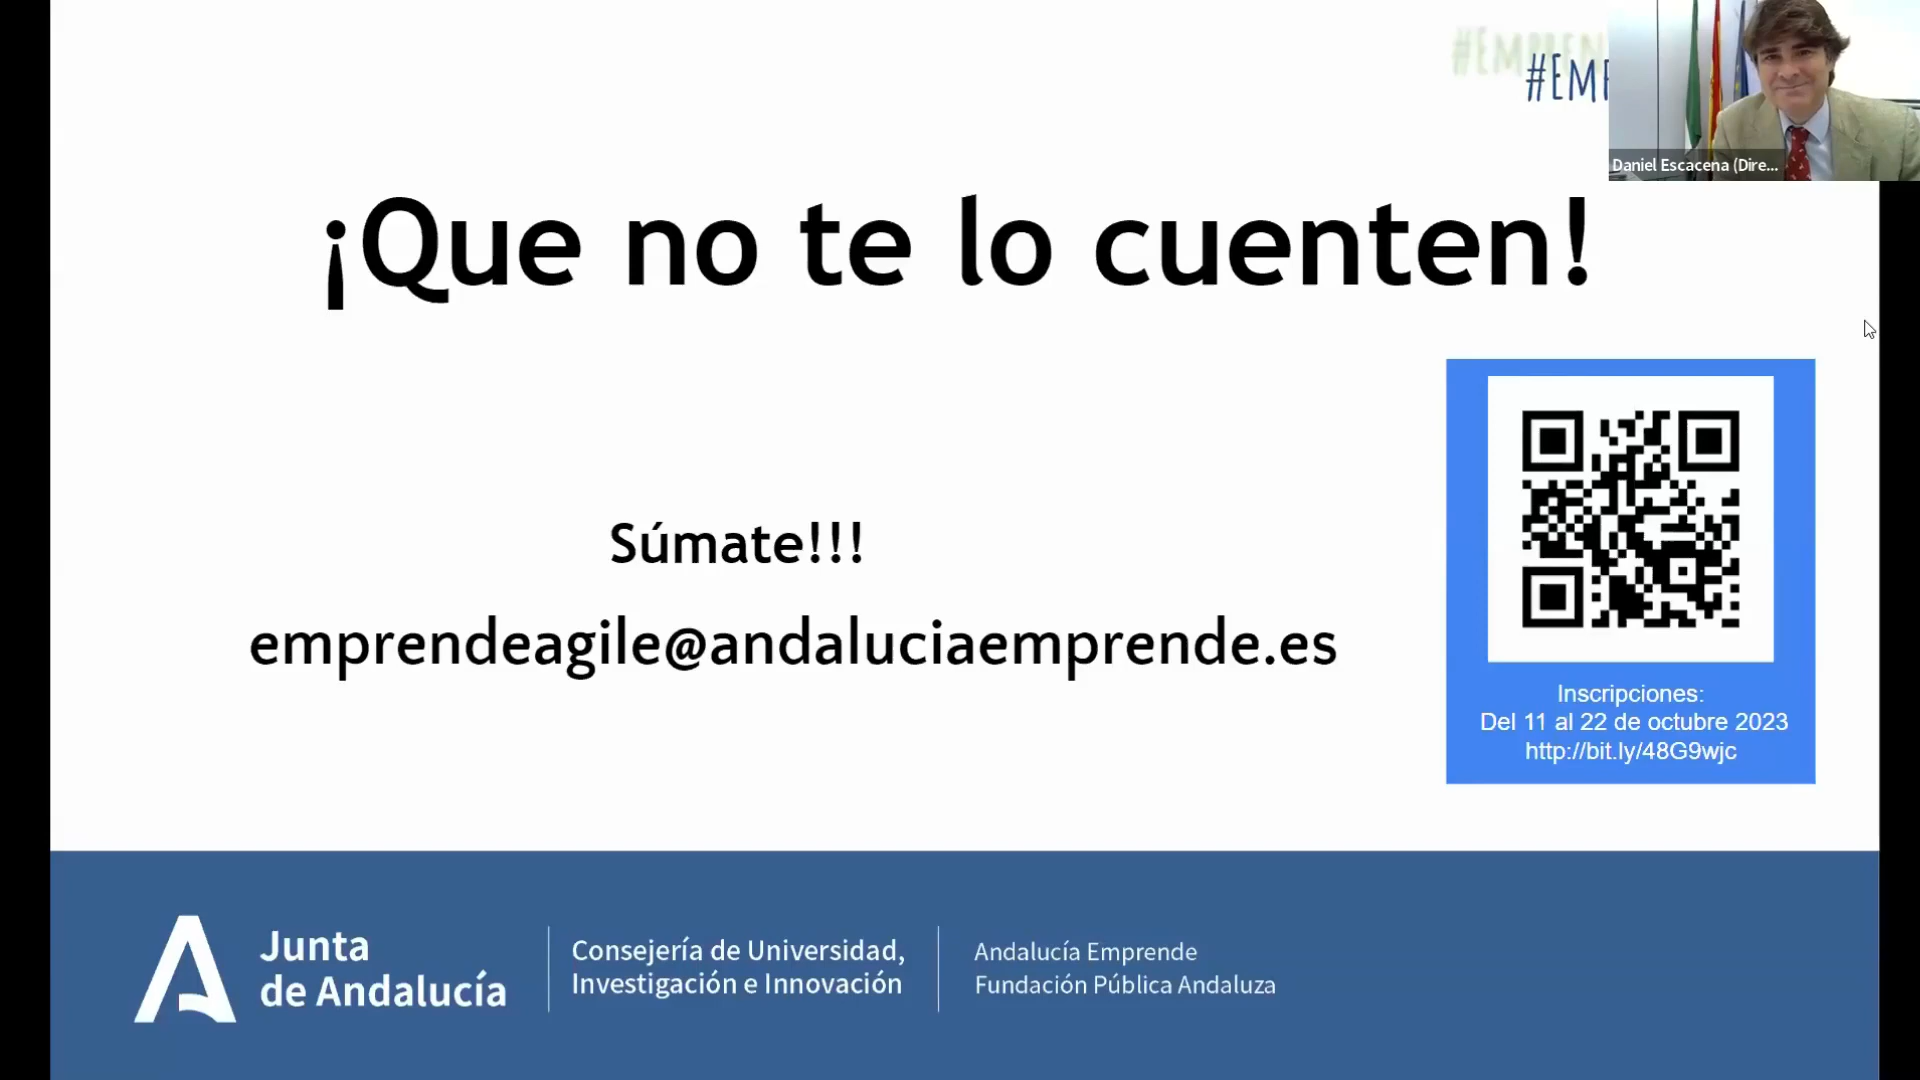 #EMPREN
#EMP
Daniel Escacena (Dire...
¡Que no te lo cuenten!
Súmate!!!
emprendeagile@andaluciaemprende.es
Inscripciones:
Del 11 al 22 de octubre 2023
http://bit.ly/48G9wjc
Junta
de Andalucía
Consejería de Universidad,
Investigación e Innovación
Andalucía Emprende
Fundación Pública Andaluza